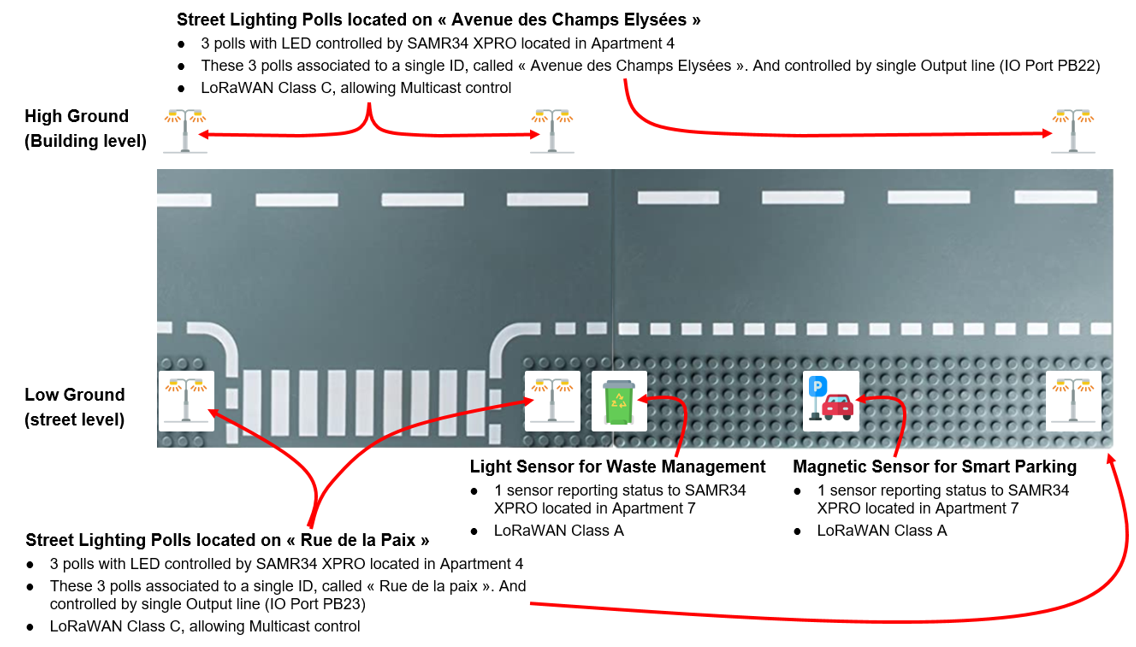 Street Lighting Polls located on « Avenue des Champs Elysées »
● 3 polls with LED controlled by SAMR34 XPRO located in Apartment 4
● These 3 polls associated to a single ID, called « Avenue des Champs Elysées ». And controlled by single Output line (IO Port PB22)
● LoRaWAN Class C, allowing Multicast control
High Ground
(Building level)
Low Ground
(street level)
P
Light Sensor for Waste Management
● 1 sensor reporting status to SAMR34
XPRO located in Apartment 7
● LoRaWAN Class A
Magnetic Sensor for Smart Parking
● 1 sensor reporting status to SAMR34
XPRO located in Apartment 7
● LoRaWAN Class A
Street Lighting Polls located on « Rue de la Paix »
● 3 polls with LED controlled by SAMR34 XPRO located in Apartment 4
● These 3 polls associated to a single ID, called « Rue de la paix ». And
controlled by single Output line (IO Port PB23)
● LoRaWAN Class C, allowing Multicast control